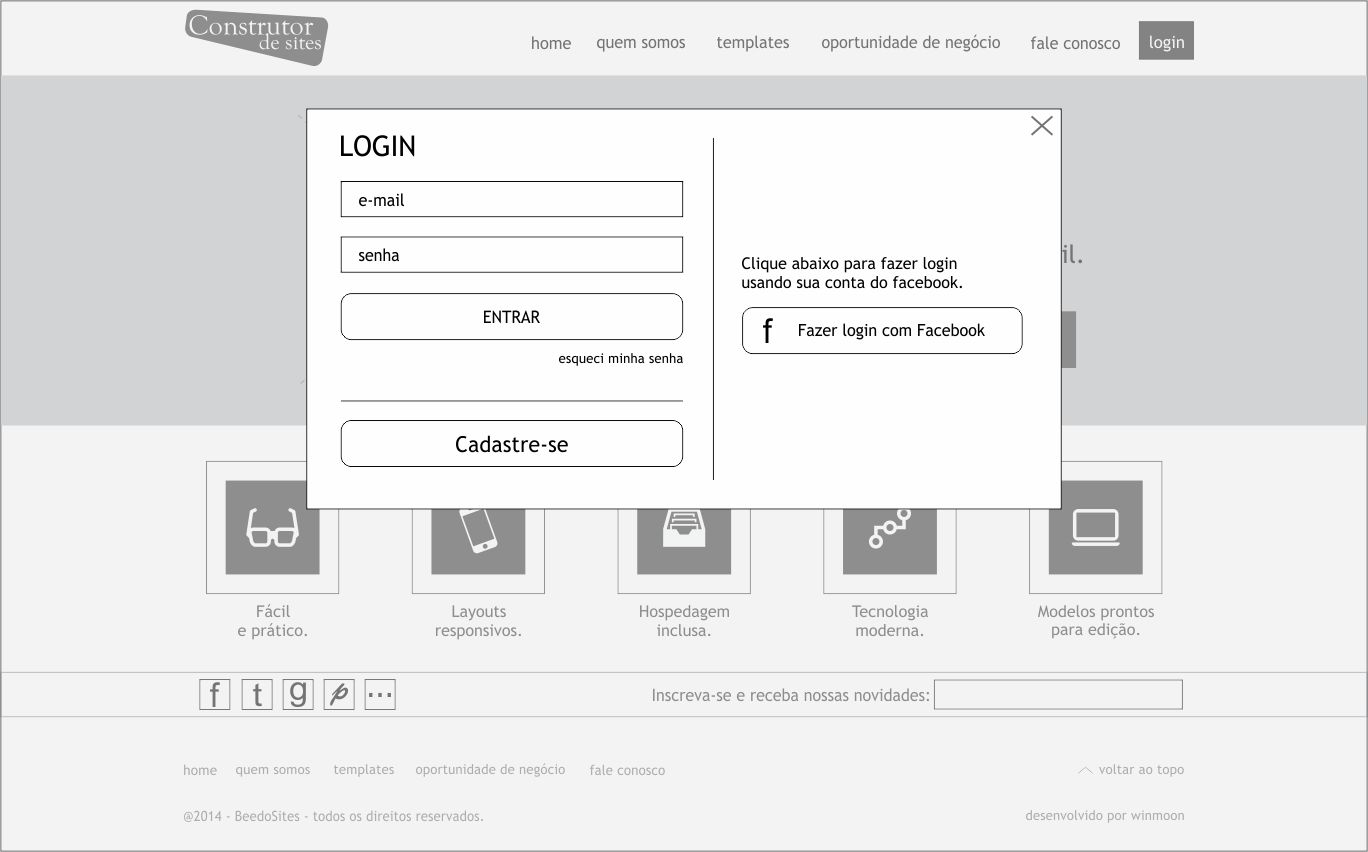 Construtor
de sites
home quem somos templates oportunidade de negócio fale conosco login
LOGIN
e-mail
senha
ENTRAR
esqueci minha senha
Cadastre-se
Clique abaixo para fazer login
usando sua conta do facebook.
f Fazer login com Facebook
il.
Fácil
e prático.
Layouts
responsivos.
Hospedagem
inclusa.
Tecnologia
moderna.
Modelos prontos
para edição.
f t g p ...
Inscreva-se e receba nossas novidades:
home quem somos templates oportunidade de negócio fale conosco
voltar ao topo
@2014 - BeedoSites - todos os direitos reservados.
desenvolvido por winmoon